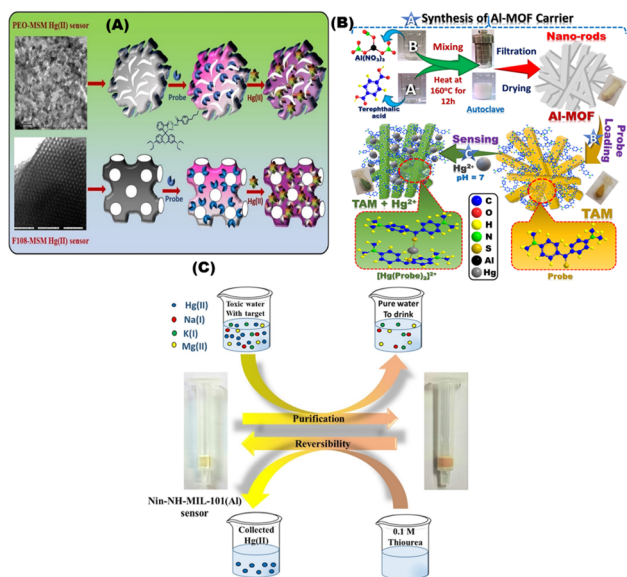 (A)
PEO-MSM Hg(II) sensor
Probe
Hg(II)
Probe
Hg(II)
F108-MSM Hg(II) sensor
(B)
A Synthesis of Al-MOF Carrier
B
Al(NO₃)₃
A
Terephthalic
acid
Mixing
Heat at
160ºC for
12h
Autoclave
Filtration
Drying
Nano-rods
Al-MOF
Probe
Loading
B
Sensing
Hg²⁺
pH = 7
TAM + Hg²⁺
TAM
C
O
H
N
S
Al
Hg
[Hg(Probe)₂]²⁺
Probe
(C)
Hg(II)
Na(I)
K(I)
Mg(II)
Toxic water
With target
Pure water
To drink
Purification
Reversibility
Nin-NH-MIL-101(Al)
sensor
Collected
Hg(II)
0.1 M
Thiourea